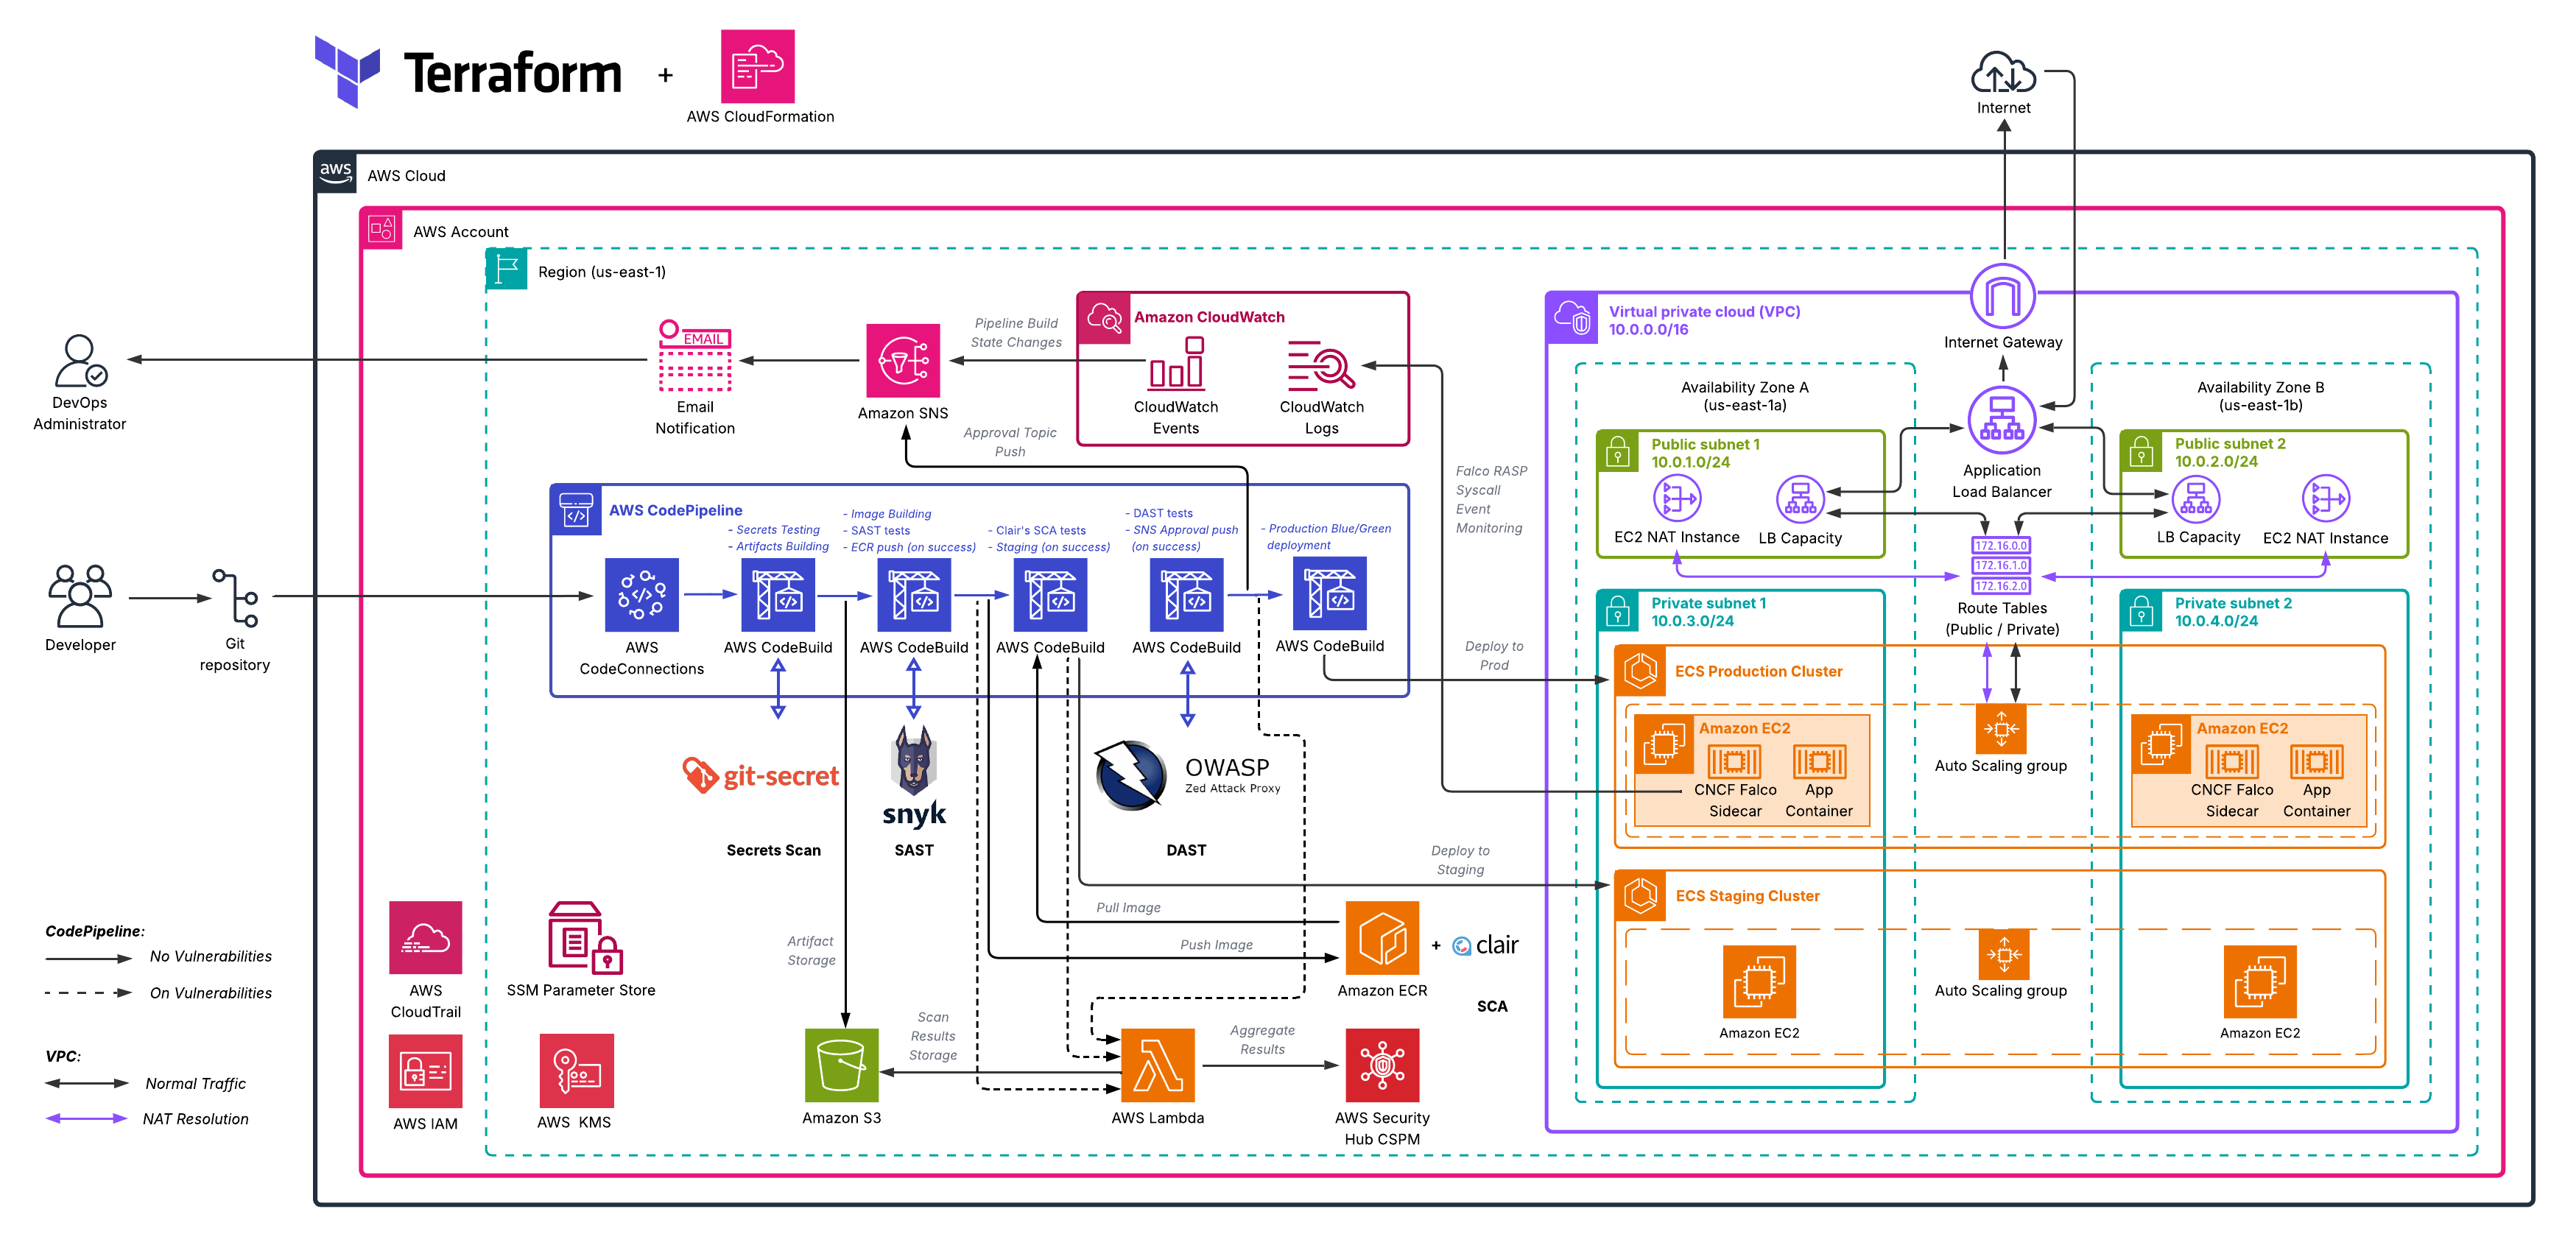 Terraform
+
AWS CloudFormation
Internet
aws
AWS Cloud
AWS Account
Region (us-east-1)
DevOps
Administrator
EMAIL
Email
Notification
Amazon SNS
Pipeline Build
State Changes
Amazon CloudWatch
CloudWatch
Events
CloudWatch
Logs
Approval Topic
Push
Falco RASP
Syscall
Event
Monitoring
Developer
Git
repository
AWS CodePipeline
- Secrets Testing
- Artifacts Building
- Image Building
- SAST tests
- ECR push (on success)
- Clair's SCA tests
- Staging (on success)
- DAST tests
- SNS Approval push
(on success)
- Production Blue/Green
deployment
AWS
CodeConnections
AWS CodeBuild
AWS CodeBuild
AWS CodeBuild
AWS CodeBuild
AWS CodeBuild
git-secret
snyk
OWASP
Zed Attack Proxy
Secrets Scan
SAST
DAST
Deploy to
Prod
Deploy to
Staging
Pull Image
Push Image
Artifact
Storage
Scan
Results
Storage
Aggregate
Results
Amazon ECR
+
clair
SCA
Amazon S3
AWS Lambda
AWS Security
Hub CSPM
AWS
CloudTrail
SSM Parameter Store
AWS IAM
AWS KMS
CodePipeline:
No Vulnerabilities
On Vulnerabilities
VPC:
Normal Traffic
NAT Resolution
Virtual private cloud (VPC)
10.0.0.0/16
Internet Gateway
Availability Zone A
(us-east-1a)
Availability Zone B
(us-east-1b)
Application
Load Balancer
Public subnet 1
10.0.1.0/24
EC2 NAT Instance
LB Capacity
Public subnet 2
10.0.2.0/24
LB Capacity
EC2 NAT Instance
172.16.0.0
172.16.1.0
172.16.2.0
Route Tables
(Public / Private)
Private subnet 1
10.0.3.0/24
Private subnet 2
10.0.4.0/24
ECS Production Cluster
Amazon EC2
CNCF Falco
Sidecar
App
Container
Auto Scaling group
Amazon EC2
CNCF Falco
Sidecar
App
Container
ECS Staging Cluster
Amazon EC2
Auto Scaling group
Amazon EC2